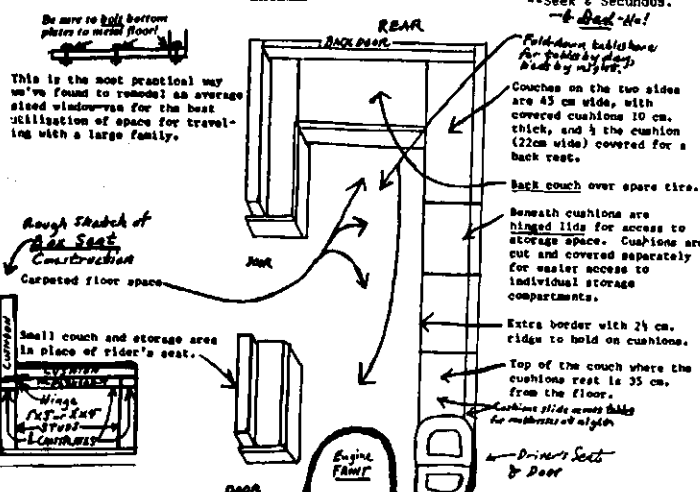 --Seek & Secundus.
--& Dad-Ha!
Be sure to bolt bottom
plates to metal floor!
This is the most practical way
we've found to remodel an average
sized window-van for the best
utilisation of space for travel-
ing with a large family.
REAR
BACK DOOR
Fold-down tables here
for tables by day,
beds by night.
Couches on the two sides
are 45 cm wide, with
covered cushions 10 cm.
thick, and ½ the cushion
(22cm wide) covered for a
back rest.
Back couch over spare tire.
Beneath cushions are
hinged lids for access to
storage space. Cushions are
cut and covered separately
for easier access to
individual storage
compartments.
Extra border with 2½ cm.
ridge to hold on cushions.
Top of the couch where the
cushions rest is 35 cm.
from the floor.
Cushions slide across tables
for mattresses at night
Driver's Seat
& Door
Rough Sketch of
Box Seat
Construction
Carpeted floor space
DOOR
Small couch and storage area
in place of rider's seat.
CUSHION
CUSHION
Hinge
STUDS
Engine
FRONT
DOOR